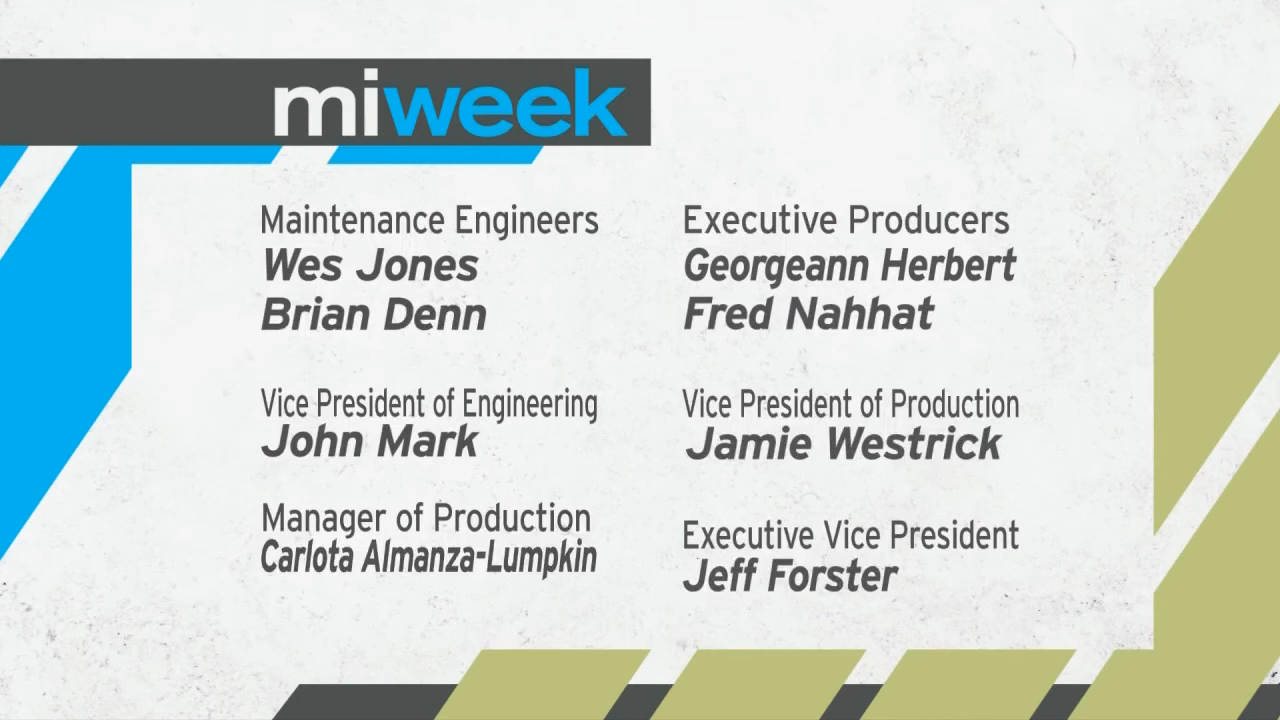 miweek
Maintenance Engineers
Wes Jones
Brian Denn
Vice President of Engineering
John Mark
Manager of Production
Carlota Almanza-Lumpkin
Executive Producers
Georgeann Herbert
Fred Nahhat
Vice President of Production
Jamie Westrick
Executive Vice President
Jeff Forster